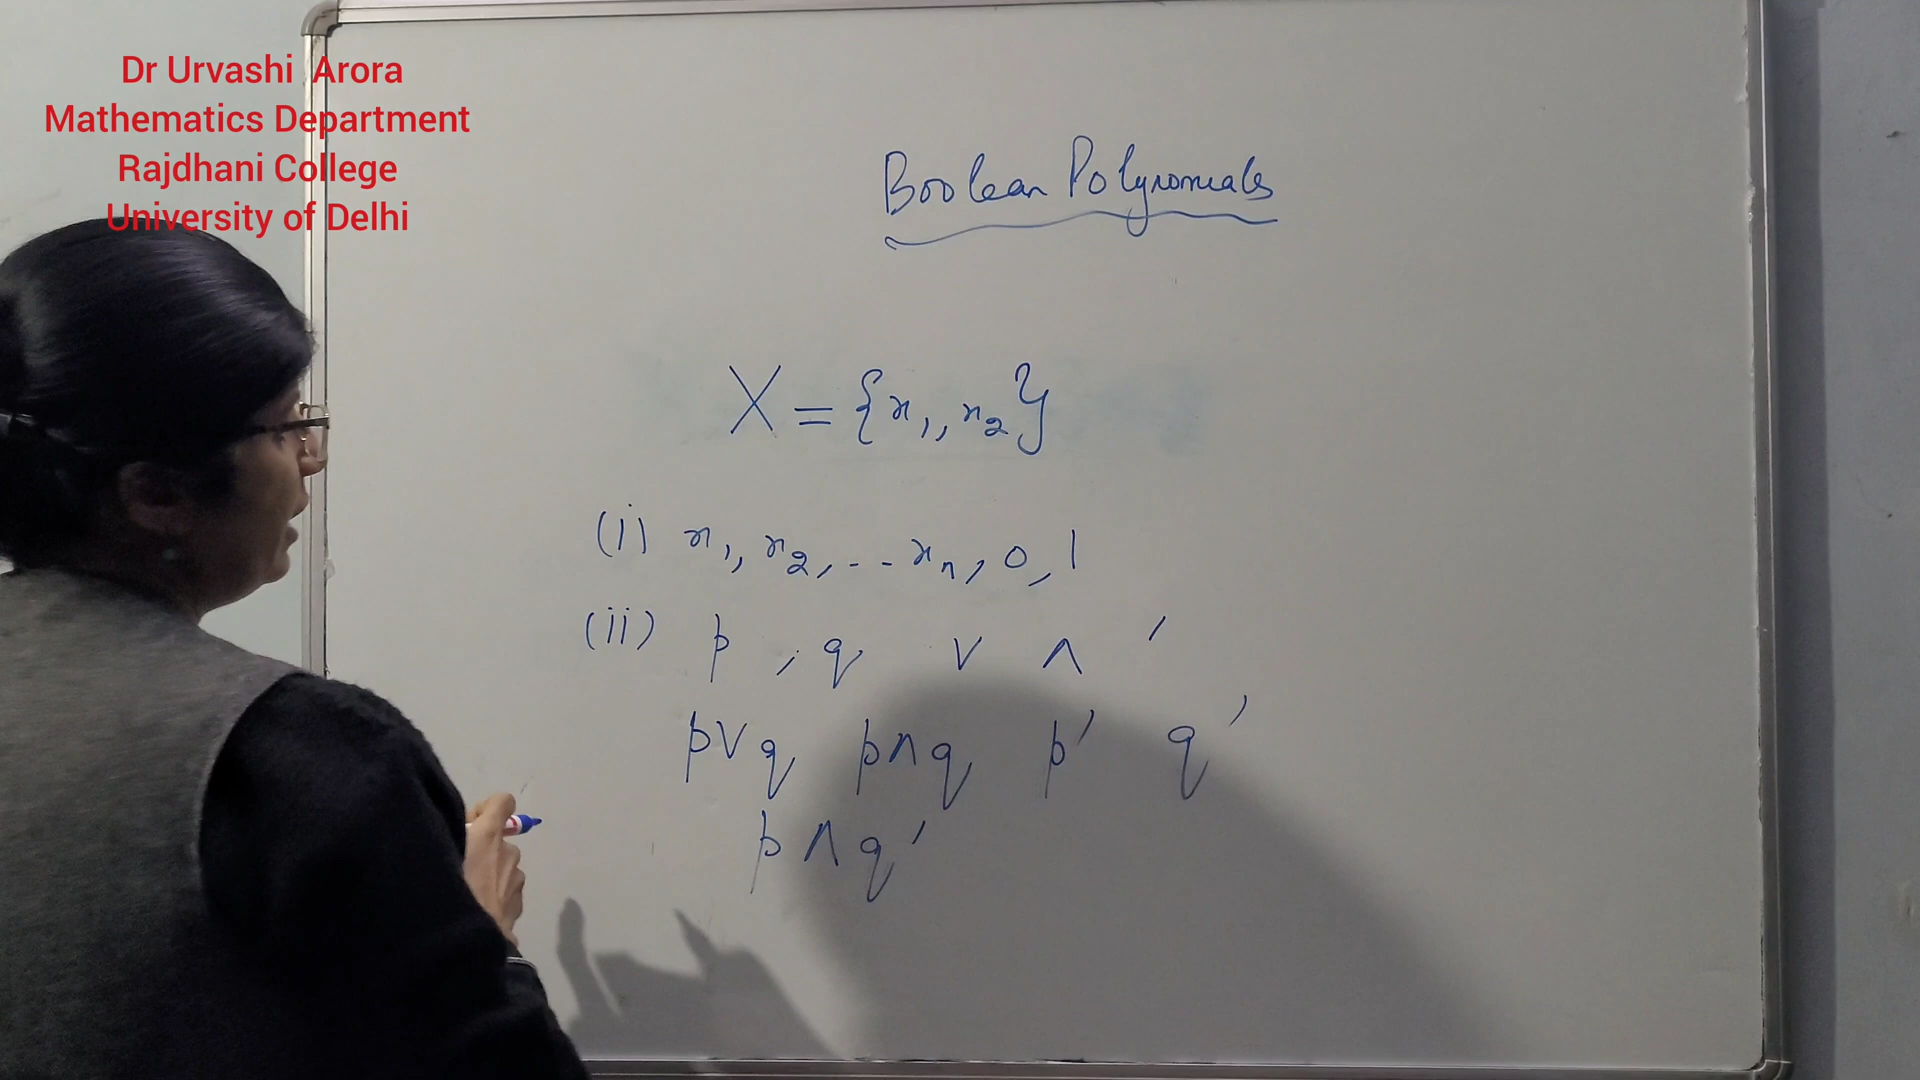 Dr Urvashi Arora
Mathematics Department
Rajdhani College
University of Delhi
Boolean Polynomials
X = {x₁, x₂}
(i) x₁, x₂, -- xₙ, 0, 1
(ii) p , q ∨ ∧ ′
p∨q p∧q p′ q′
p∧q′